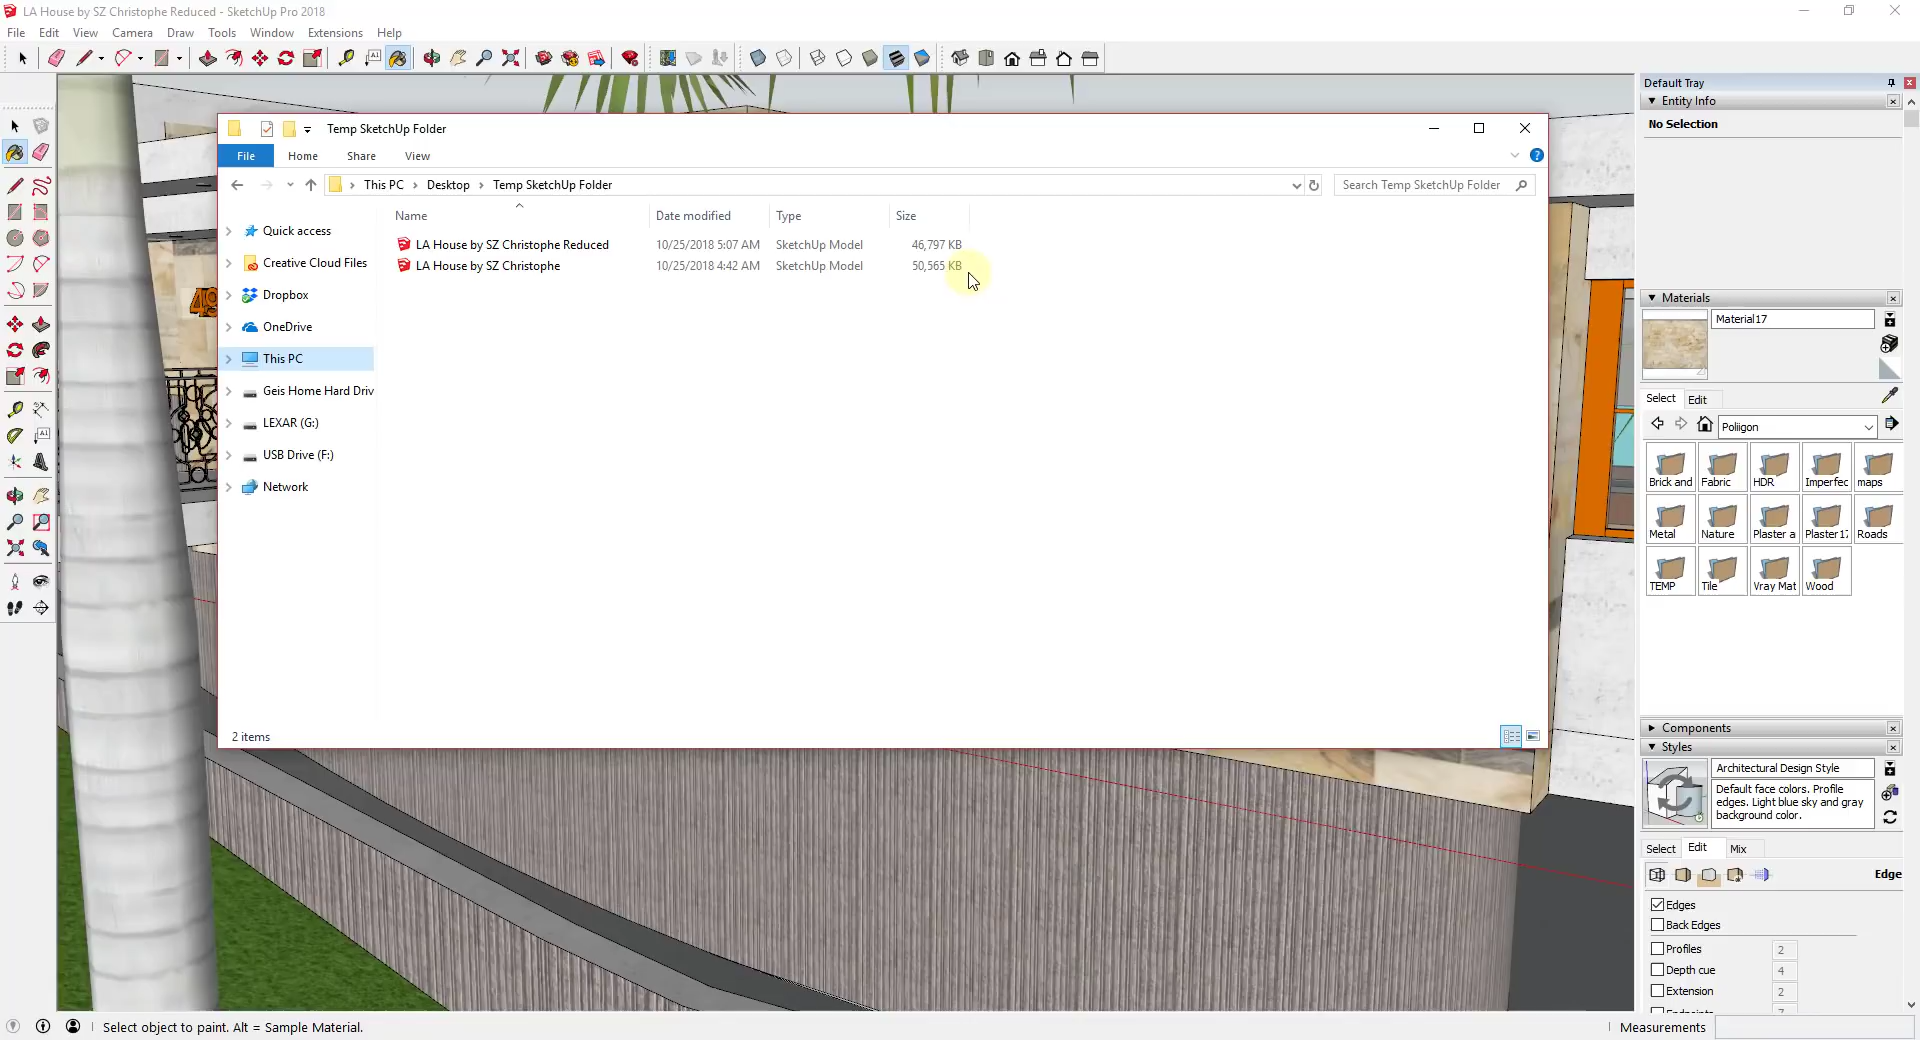 LA House by SZ Christophe Reduced - SketchUp Pro 2018
File Edit View Camera Draw Tools Window Extensions Help
Temp SketchUp Folder
File Home Share View
This PC > Desktop > Temp SketchUp Folder
Search Temp SketchUp Folder
Name Date modified Type Size
LA House by SZ Christophe Reduced 10/25/2018 5:07 AM SketchUp Model 46,797 KB
LA House by SZ Christophe 10/25/2018 4:42 AM SketchUp Model 50,565 KB
Quick access
Creative Cloud Files
Dropbox
OneDrive
This PC
Geis Home Hard Driv
LEXAR (G:)
USB Drive (F:)
Network
2 items
Default Tray
Entity Info
No Selection
Materials
Material17
Select Edit
Poliigon
Brick and Fabric HDR Imperfec maps
Metal Nature Plaster a Plaster17 Roads
TEMP Tile Vray Mat Wood
Components
Styles
Architectural Design Style
Default face colors. Profile
edges. Light blue sky and gray
background color.
Select Edit Mix
Edge
Edges
Back Edges
Profiles 2
Depth cue 4
Extension 2
Select object to paint. Alt = Sample Material.
Measurements